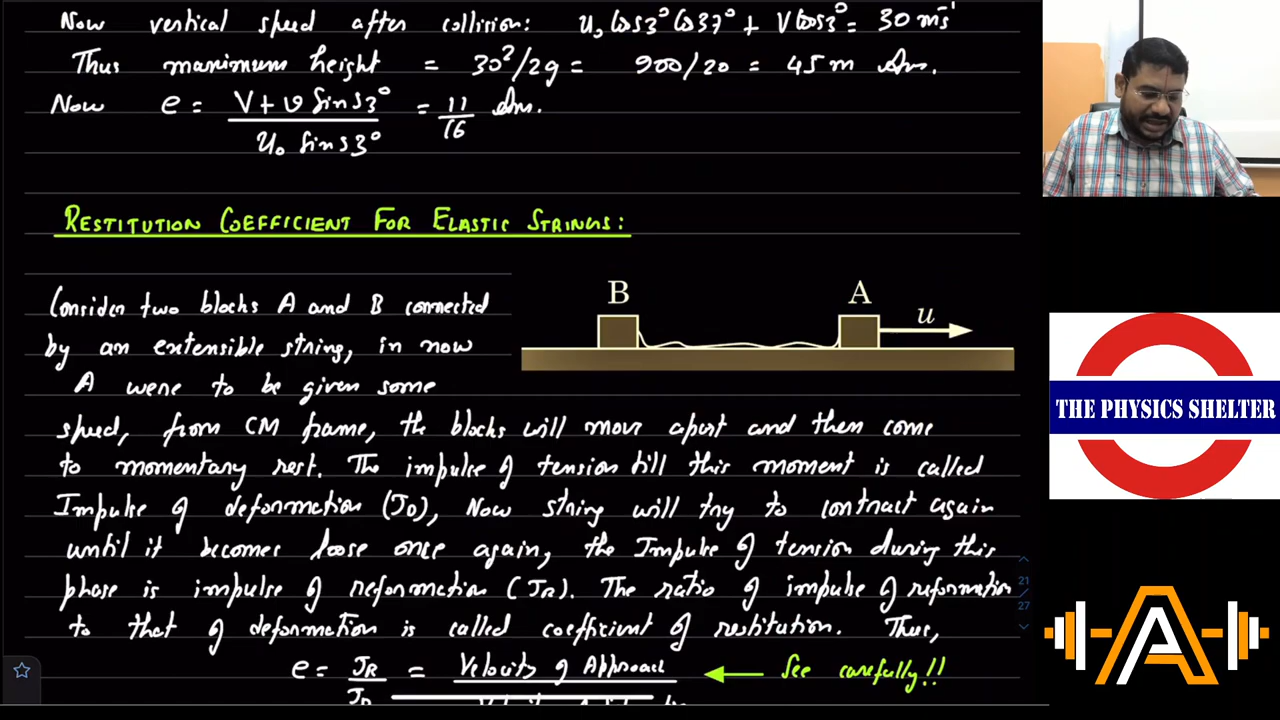 Now vertical speed after collision: u₀ Cos53° Cos37° + V Cos53° = 30 ms⁻¹
Thus maximum height = 30²/2g = 900/20 = 45 m Ans.
Now e = (V + v Sin53°) / (u₀ Sin53°) = 11/16 Ans.
RESTITUTION COEFFICIENT FOR ELASTIC STRINGS:
Consider two blocks A and B connected
by an extensible string, in now
A were to be given some
speed, from CM frame, the blocks will move apart and then come
to momentary rest. The impulse of tension till this moment is called
Impulse of deformation (JD), Now string will try to contract again
until it becomes loose once again, the Impulse of tension during this
phase is impulse of reformation (JR). The ratio of impulse of reformation
to that of deformation is called coefficient of restitution. Thus,
e = JR/JD = Velocity of Approach
See carefully!!
B
A
u
21
/
27
THE PHYSICS SHELTER